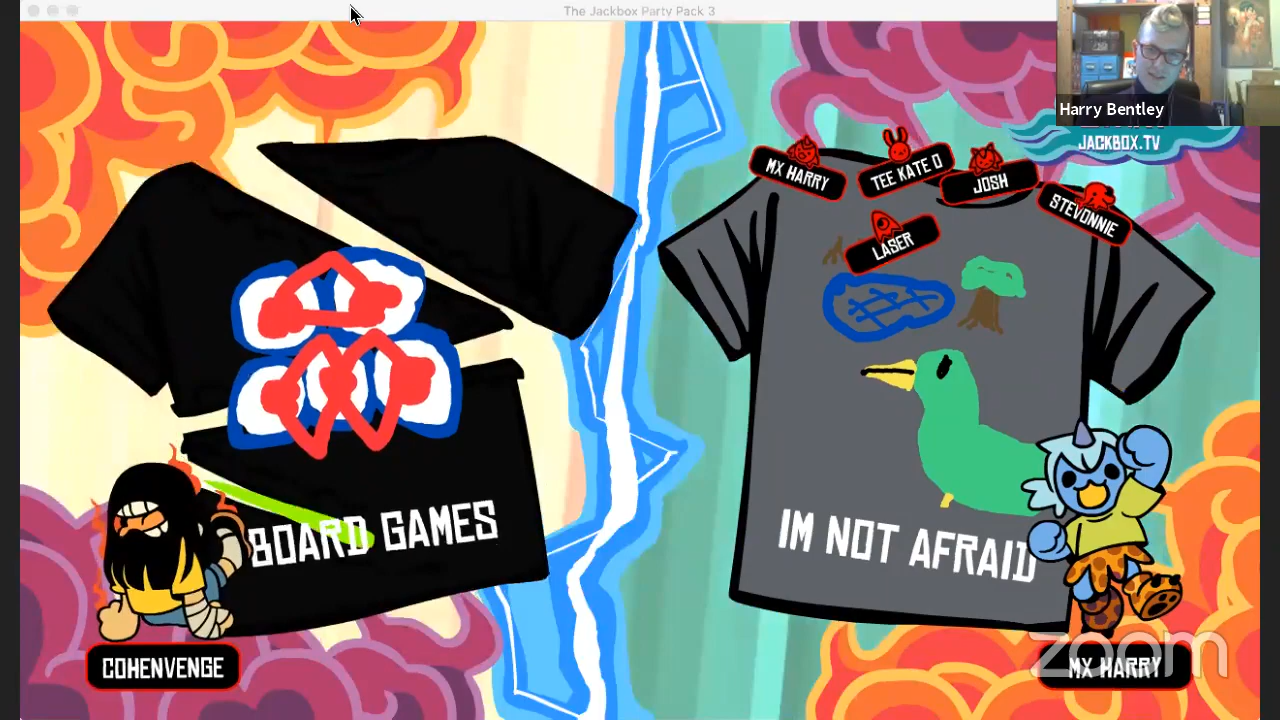 The Jackbox Party Pack 3
Harry Bentley
JACKBOX.TV
MX HARRY
TEE KATE O
JOSH
STEVONNIE
LASER
BOARD GAMES
IM NOT AFRAID
COHENVENGE
MX HARRY
zoom